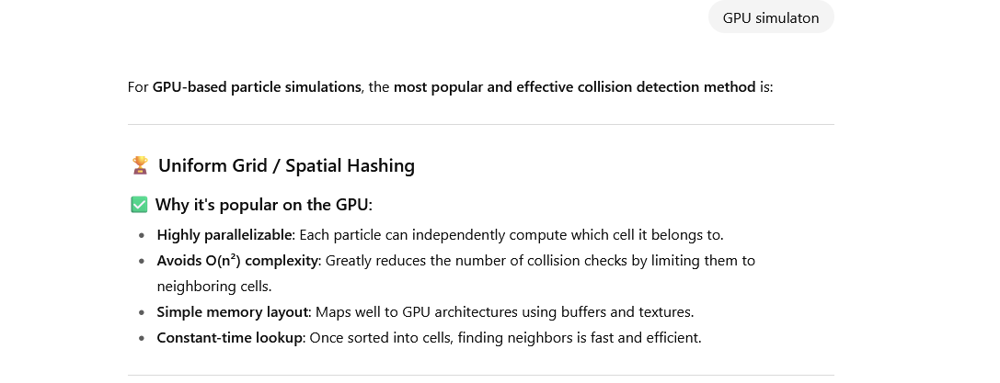 GPU simulaton
For GPU-based particle simulations, the most popular and effective collision detection method is:
🏆 Uniform Grid / Spatial Hashing
✅ Why it's popular on the GPU:
• Highly parallelizable: Each particle can independently compute which cell it belongs to.
• Avoids O(n²) complexity: Greatly reduces the number of collision checks by limiting them to
neighboring cells.
• Simple memory layout: Maps well to GPU architectures using buffers and textures.
• Constant-time lookup: Once sorted into cells, finding neighbors is fast and efficient.